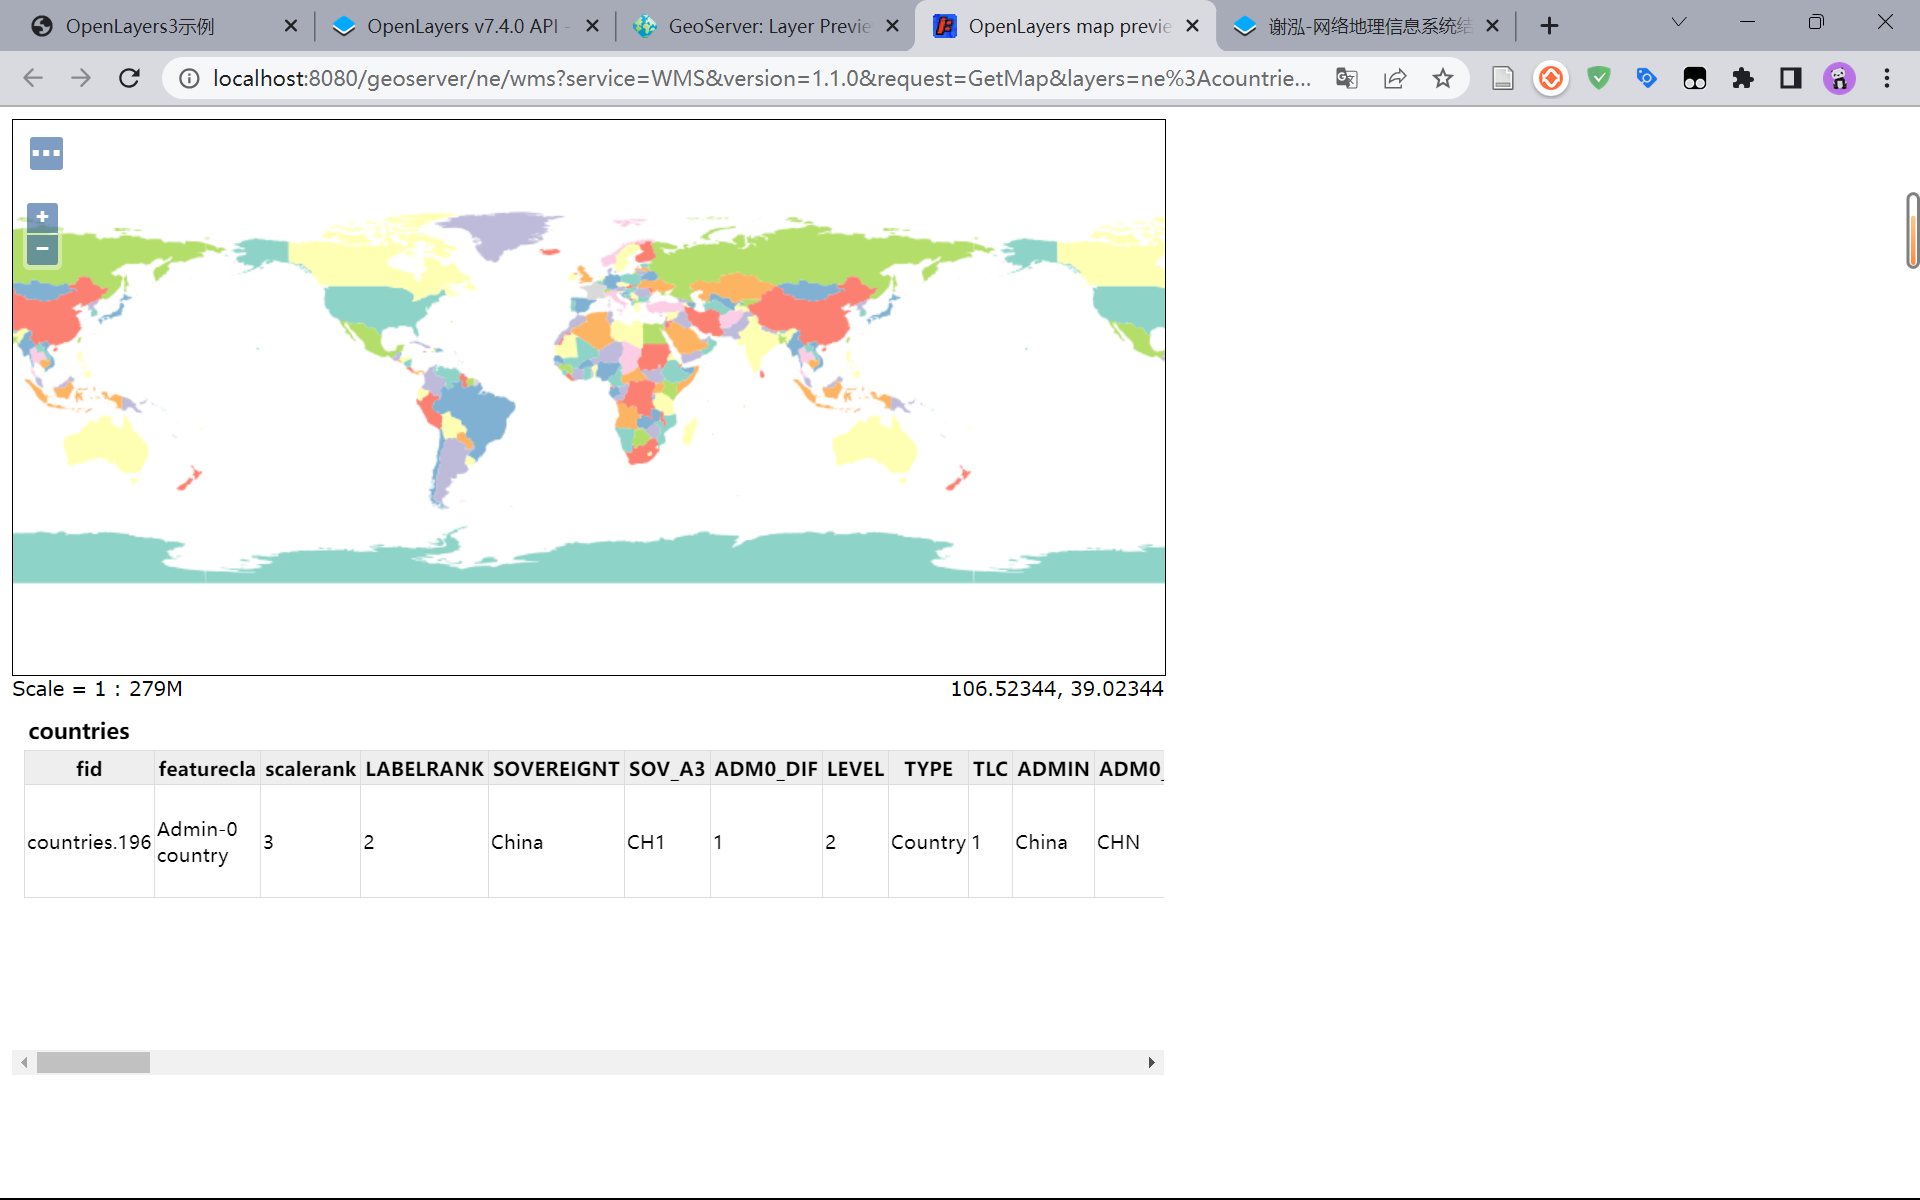 OpenLayers3示例
OpenLayers v7.4.0 API -
GeoServer: Layer Previe
OpenLayers map previe
谢泓-网络地理信息系统结
localhost:8080/geoserver/ne/wms?service=WMS&version=1.1.0&request=GetMap&layers=ne%3Acountrie...
+
−
Scale = 1 : 279M
106.52344, 39.02344
countries
fid featurecla scalerank LABELRANK SOVEREIGNT SOV_A3 ADM0_DIF LEVEL TYPE TLC ADMIN ADM0_
countries.196 Admin-0 country 3 2 China CH1 1 2 Country 1 China CHN